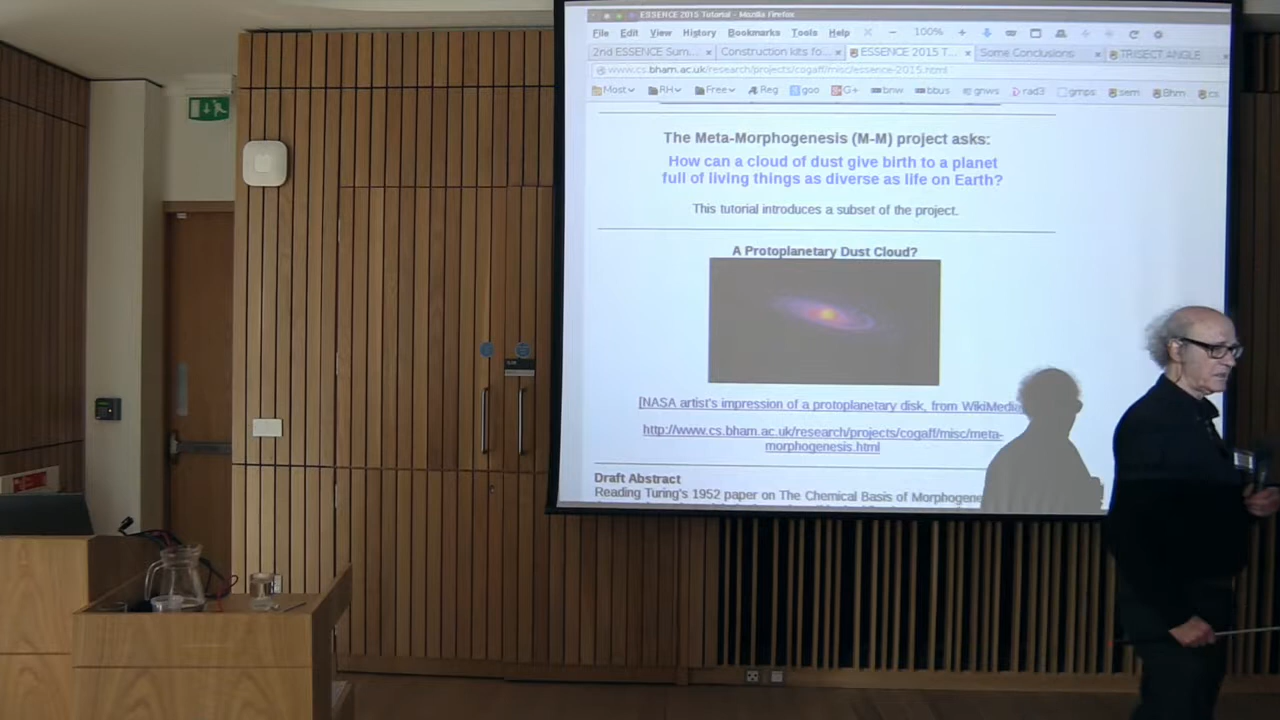 ESSENCE 2015 Tutorial - Mozilla Firefox
File Edit View History Bookmarks Tools Help 100%
2nd ESSENCE Sum... Construction kits fo... ESSENCE 2015 T... Some Conclusions TRISECT ANGLE
www.cs.bham.ac.uk/research/projects/cogaff/misc/essence-2015.html
Most RH Free Reg goo G+ bnw bbus gnws rad3 gmps sem Bhm cs
The Meta-Morphogenesis (M-M) project asks:
How can a cloud of dust give birth to a planet
full of living things as diverse as life on Earth?
This tutorial introduces a subset of the project.
A Protoplanetary Dust Cloud?
[NASA artist's impression of a protoplanetary disk, from WikiMedia
http://www.cs.bham.ac.uk/research/projects/cogaff/misc/meta-
morphogenesis.html
Draft Abstract
Reading Turing's 1952 paper on The Chemical Basis of Morphogene